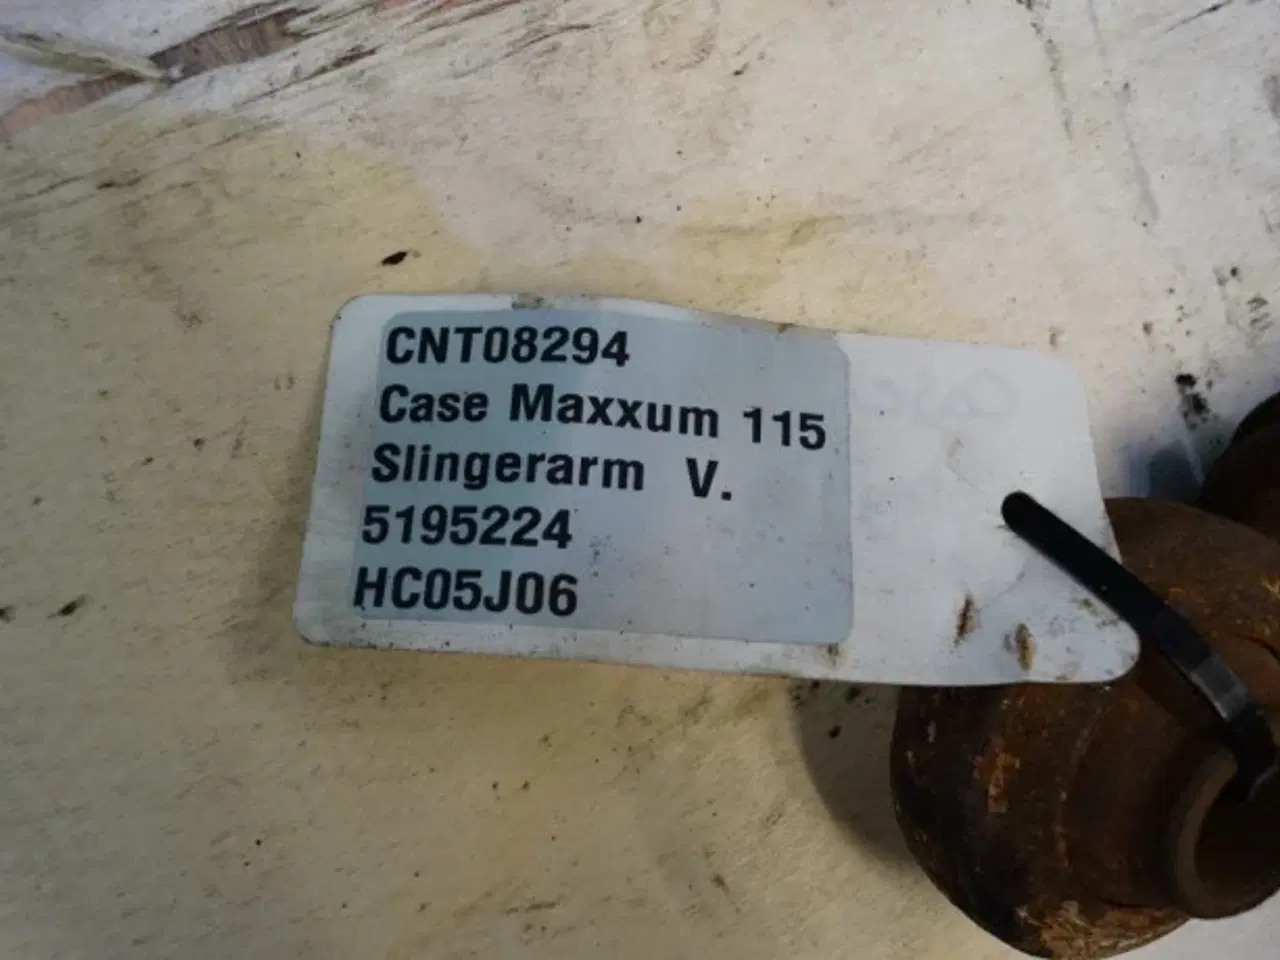 CNT08294
Case Maxxum 115
Slingerarm V.
5195224
HC05J06